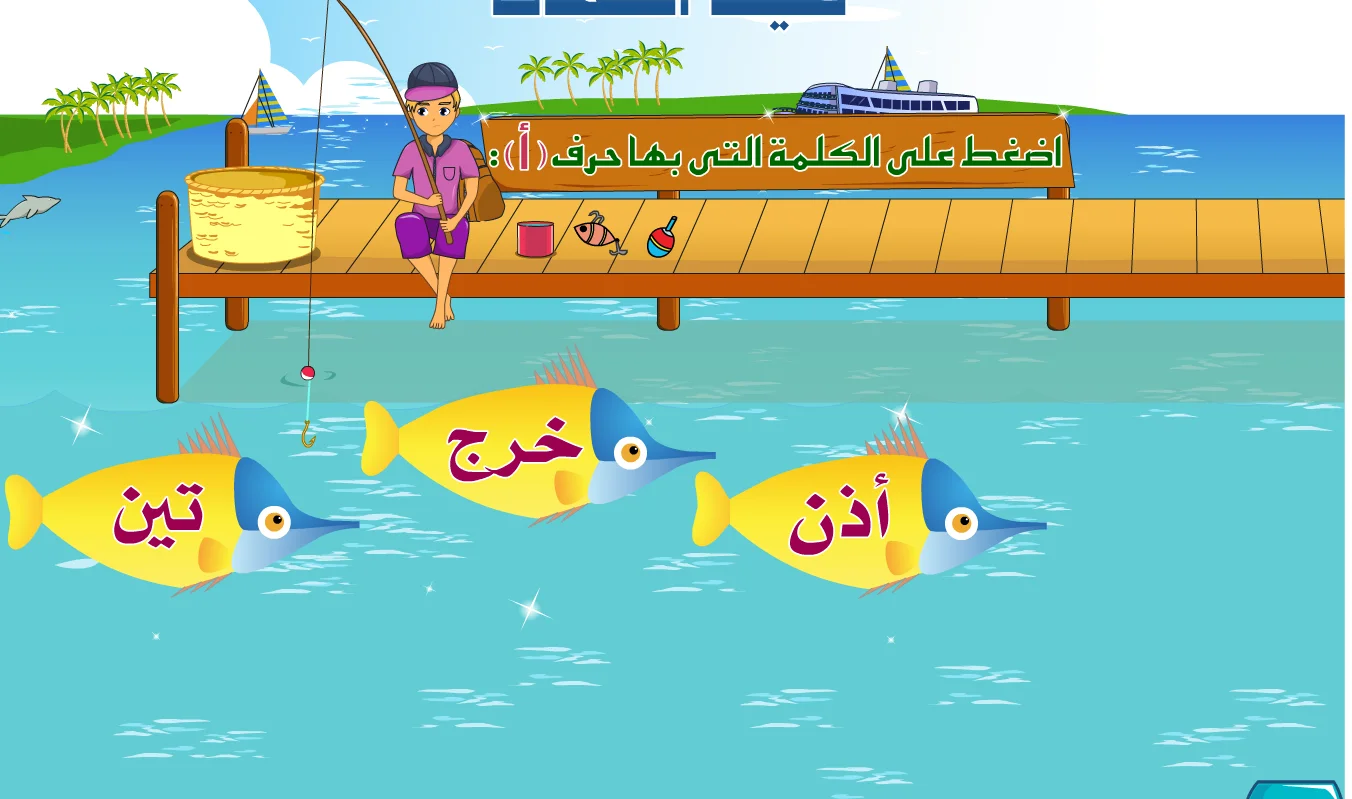 اضغط على الكلمة التى بها حرف (أ):
خرج
أذن
تين